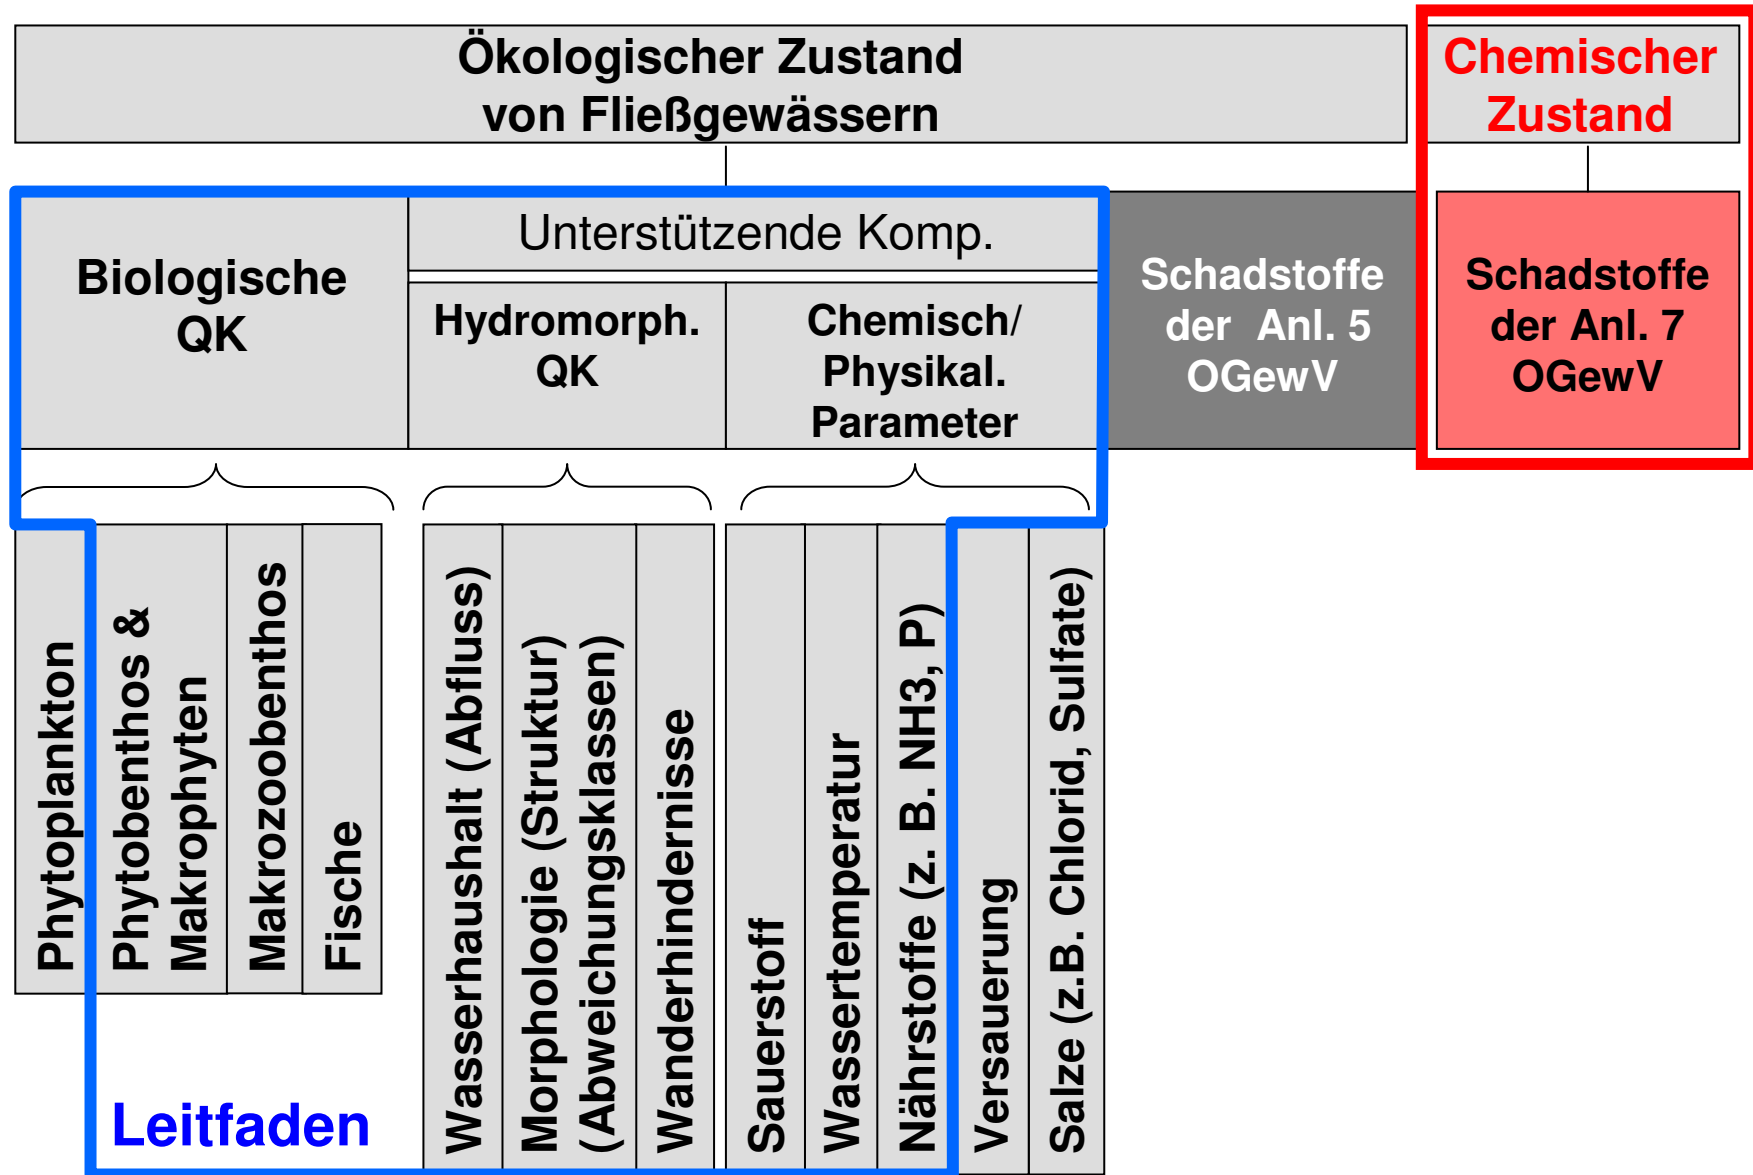 Ökologischer Zustand
von Fließgewässern
Chemischer
Zustand
Biologische
QK
Unterstützende Komp.
Hydromorph.
QK
Chemisch/
Physikal.
Parameter
Schadstoffe
der Anl. 5
OGewV
Schadstoffe
der Anl. 7
OGewV
Phytoplankton
Phytobenthos &
Makrophyten
Makrozoobenthos
Fische
Wasserhaushalt (Abfluss)
Morphologie (Struktur)
(Abweichungsklassen)
Wanderhindernisse
Sauerstoff
Wassertemperatur
Nährstoffe (z. B. NH3, P)
Versauerung
Salze (z.B. Chlorid, Sulfate)
Leitfaden